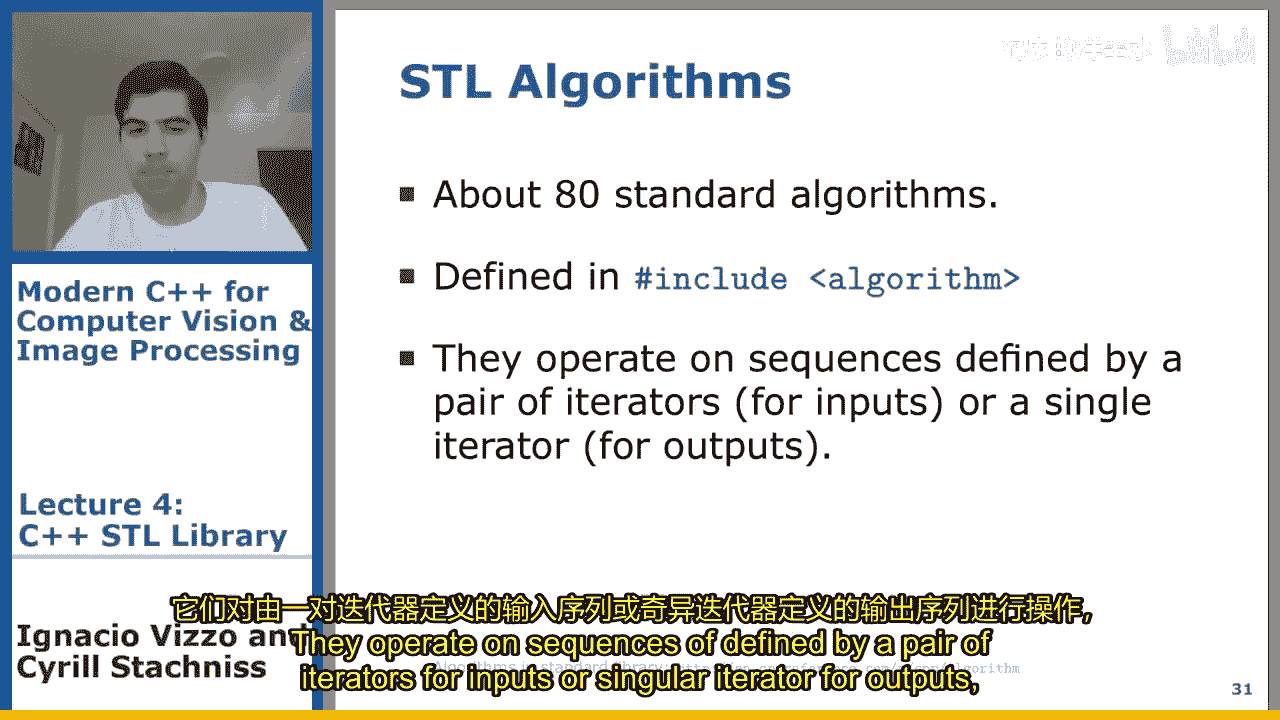 STL Algorithms
About 80 standard algorithms.
Defined in #include <algorithm>
They operate on sequences defined by a
pair of iterators (for inputs) or a single
iterator (for outputs).
Modern C++ for
Computer Vision &
Image Processing
Lecture 4:
C++ STL Library
Ignacio Vizzo and
Cyrill Stachniss
它们对由一对迭代器定义的输入序列或奇异迭代器定义的输出序列进行操作,
They operate on sequences of defined by a pair of
iterators for inputs or singular iterator for outputs,
31